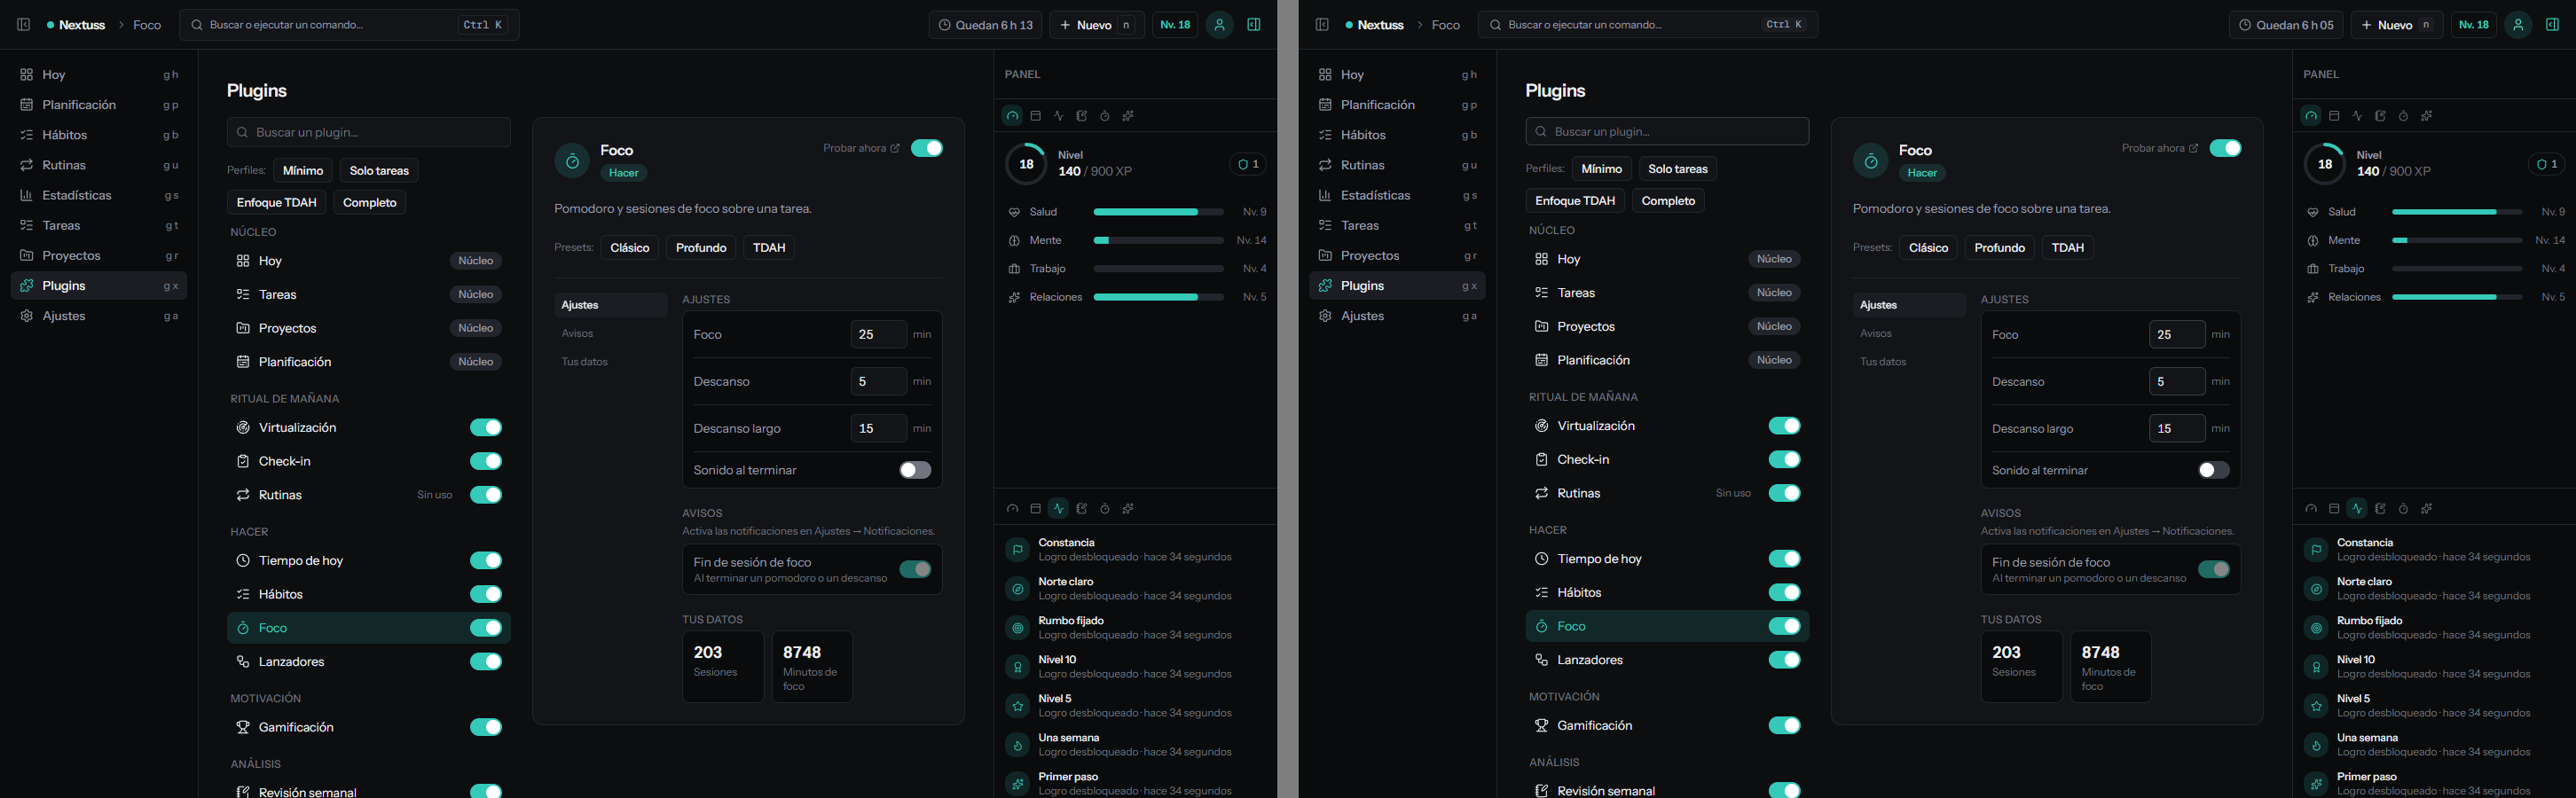 Nextuss > Foco
Buscar o ejecutar un comando... Ctrl K
Quedan 6 h 13
+ Nuevo n
Nv. 18
Hoy g h
Planificación g p
Hábitos g b
Rutinas g u
Estadísticas g s
Tareas g t
Proyectos g r
Plugins g x
Ajustes g a
Plugins
Buscar un plugin...
Perfiles: Mínimo Solo tareas
Enfoque TDAH Completo
NÚCLEO
Hoy Núcleo
Tareas Núcleo
Proyectos Núcleo
Planificación Núcleo
RITUAL DE MAÑANA
Virtualización
Check-in
Rutinas Sin uso
HACER
Tiempo de hoy
Hábitos
Foco
Lanzadores
MOTIVACIÓN
Gamificación
ANÁLISIS
Revisión semanal
Foco
Hacer
Probar ahora
Pomodoro y sesiones de foco sobre una tarea.
Presets: Clásico Profundo TDAH
Ajustes
Avisos
Tus datos
AJUSTES
Foco 25 min
Descanso 5 min
Descanso largo 15 min
Sonido al terminar
AVISOS
Activa las notificaciones en Ajustes → Notificaciones.
Fin de sesión de foco
Al terminar un pomodoro o un descanso
TUS DATOS
203
Sesiones
8748
Minutos de
foco
PANEL
18
Nivel
140 / 900 XP
1
Salud Nv. 9
Mente Nv. 14
Trabajo Nv. 4
Relaciones Nv. 5
Constancia
Logro desbloqueado · hace 34 segundos
Norte claro
Logro desbloqueado · hace 34 segundos
Rumbo fijado
Logro desbloqueado · hace 34 segundos
Nivel 10
Logro desbloqueado · hace 34 segundos
Nivel 5
Logro desbloqueado · hace 34 segundos
Una semana
Logro desbloqueado · hace 34 segundos
Primer paso
Logro desbloqueado · hace 34 segundos
Nextuss > Foco
Buscar o ejecutar un comando... Ctrl K
Quedan 6 h 05
+ Nuevo n
Nv. 18
Hoy g h
Planificación g p
Hábitos g b
Rutinas g u
Estadísticas g s
Tareas g t
Proyectos g r
Plugins g x
Ajustes g a
Plugins
Buscar un plugin...
Perfiles: Mínimo Solo tareas
Enfoque TDAH Completo
NÚCLEO
Hoy Núcleo
Tareas Núcleo
Proyectos Núcleo
Planificación Núcleo
RITUAL DE MAÑANA
Virtualización
Check-in
Rutinas Sin uso
HACER
Tiempo de hoy
Hábitos
Foco
Lanzadores
MOTIVACIÓN
Gamificación
ANÁLISIS
Revisión semanal
Foco
Hacer
Probar ahora
Pomodoro y sesiones de foco sobre una tarea.
Presets: Clásico Profundo TDAH
Ajustes
Avisos
Tus datos
AJUSTES
Foco 25 min
Descanso 5 min
Descanso largo 15 min
Sonido al terminar
AVISOS
Activa las notificaciones en Ajustes → Notificaciones.
Fin de sesión de foco
Al terminar un pomodoro o un descanso
TUS DATOS
203
Sesiones
8748
Minutos de
foco
PANEL
18
Nivel
140 / 900 XP
1
Salud Nv. 9
Mente Nv. 14
Trabajo Nv. 4
Relaciones Nv. 5
Constancia
Logro desbloqueado · hace 34 segundos
Norte claro
Logro desbloqueado · hace 34 segundos
Rumbo fijado
Logro desbloqueado · hace 34 segundos
Nivel 10
Logro desbloqueado · hace 34 segundos
Nivel 5
Logro desbloqueado · hace 34 segundos
Una semana
Logro desbloqueado · hace 34 segundos
Primer paso
Logro desbloqueado · hace 34 segundos